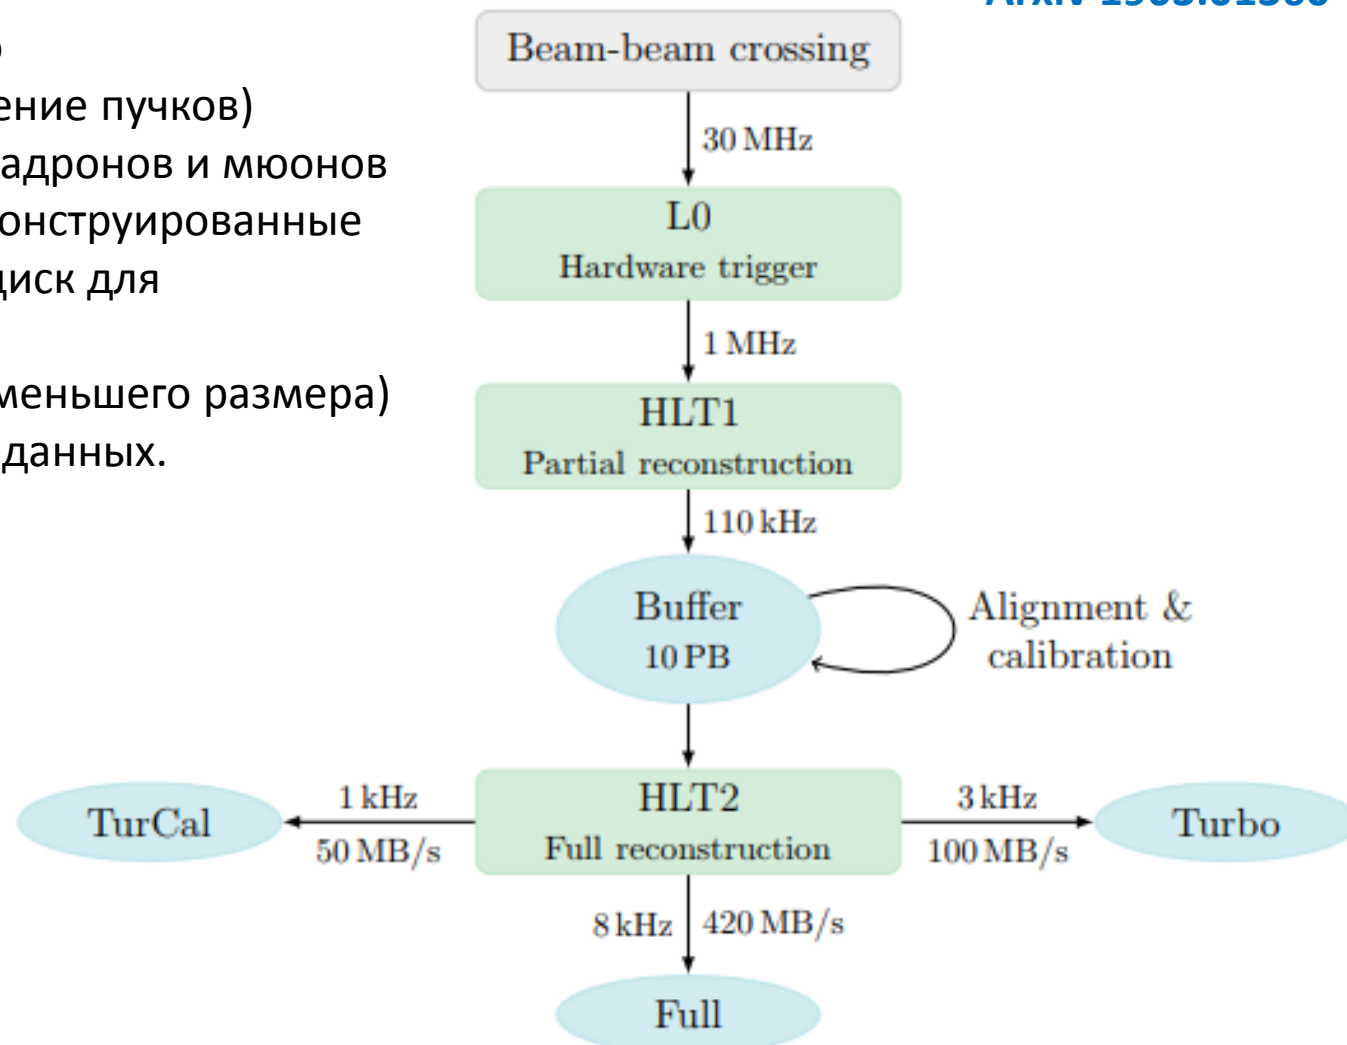 ение пучков)
адронов и мюонов
онструированные
диск для
меньшего размера)
данных.
Beam-beam crossing
30 MHz
L0
Hardware trigger
1 MHz
HLT1
Partial reconstruction
110 kHz
Buffer
10 PB
Alignment &
calibration
TurCal
1 kHz
50 MB/s
HLT2
Full reconstruction
3 kHz
100 MB/s
Turbo
8 kHz
420 MB/s
Full